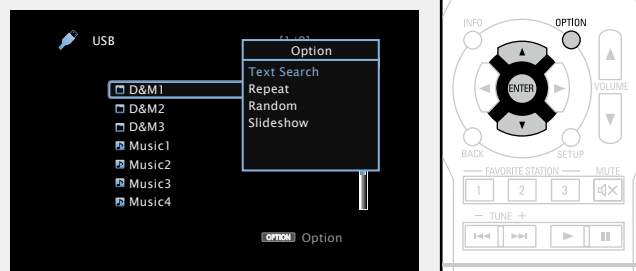 USB
[1/9]
Option
Text Search
Repeat
Random
Slideshow
D&M1
D&M2
D&M3
Music1
Music2
Music3
Music4
OPTION Option
INFO
OPTION
ENTER
VOLUME
BACK
SETUP
FAVORITE STATION
MUTE
1
2
3
− TUNE +